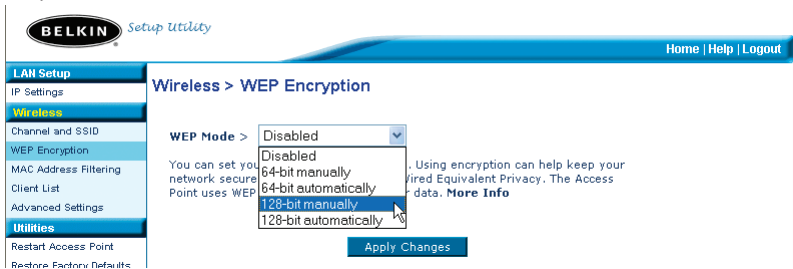 BELKIN Setup Utility
Home | Help | Logout
LAN Setup
IP Settings
Wireless
Channel and SSID
WEP Encryption
MAC Address Filtering
Client List
Advanced Settings
Utilities
Restart Access Point
Restore Factory Defaults
Wireless > WEP Encryption
WEP Mode > Disabled
Disabled
64-bit manually
64-bit automatically
128-bit manually
128-bit automatically
You can set you . Using encryption can help keep your
network secure Wired Equivalent Privacy. The Access
Point uses WEP data. More Info
Apply Changes